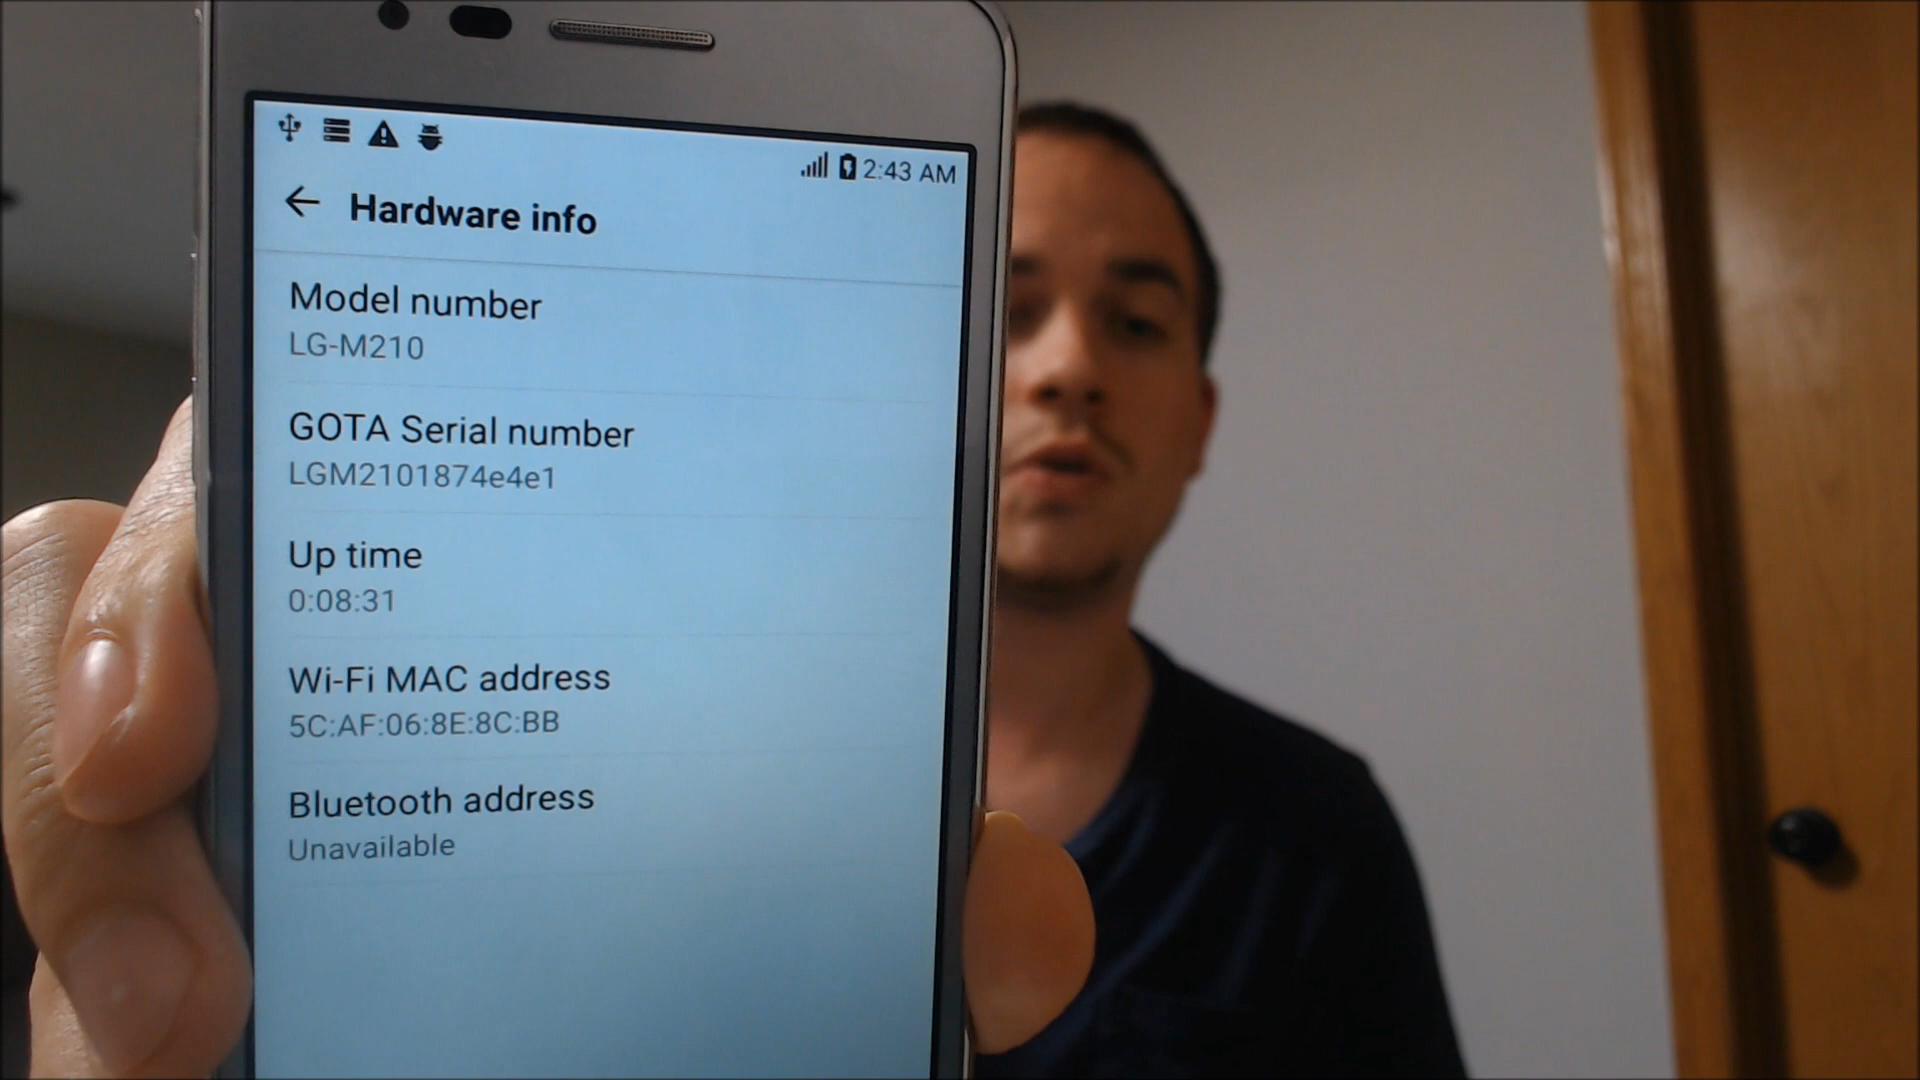 2:43 AM
Hardware info
Model number
LG-M210
GOTA Serial number
LGM2101874e4e1
Up time
0:08:31
Wi-Fi MAC address
5C:AF:06:8E:8C:BB
Bluetooth address
Unavailable